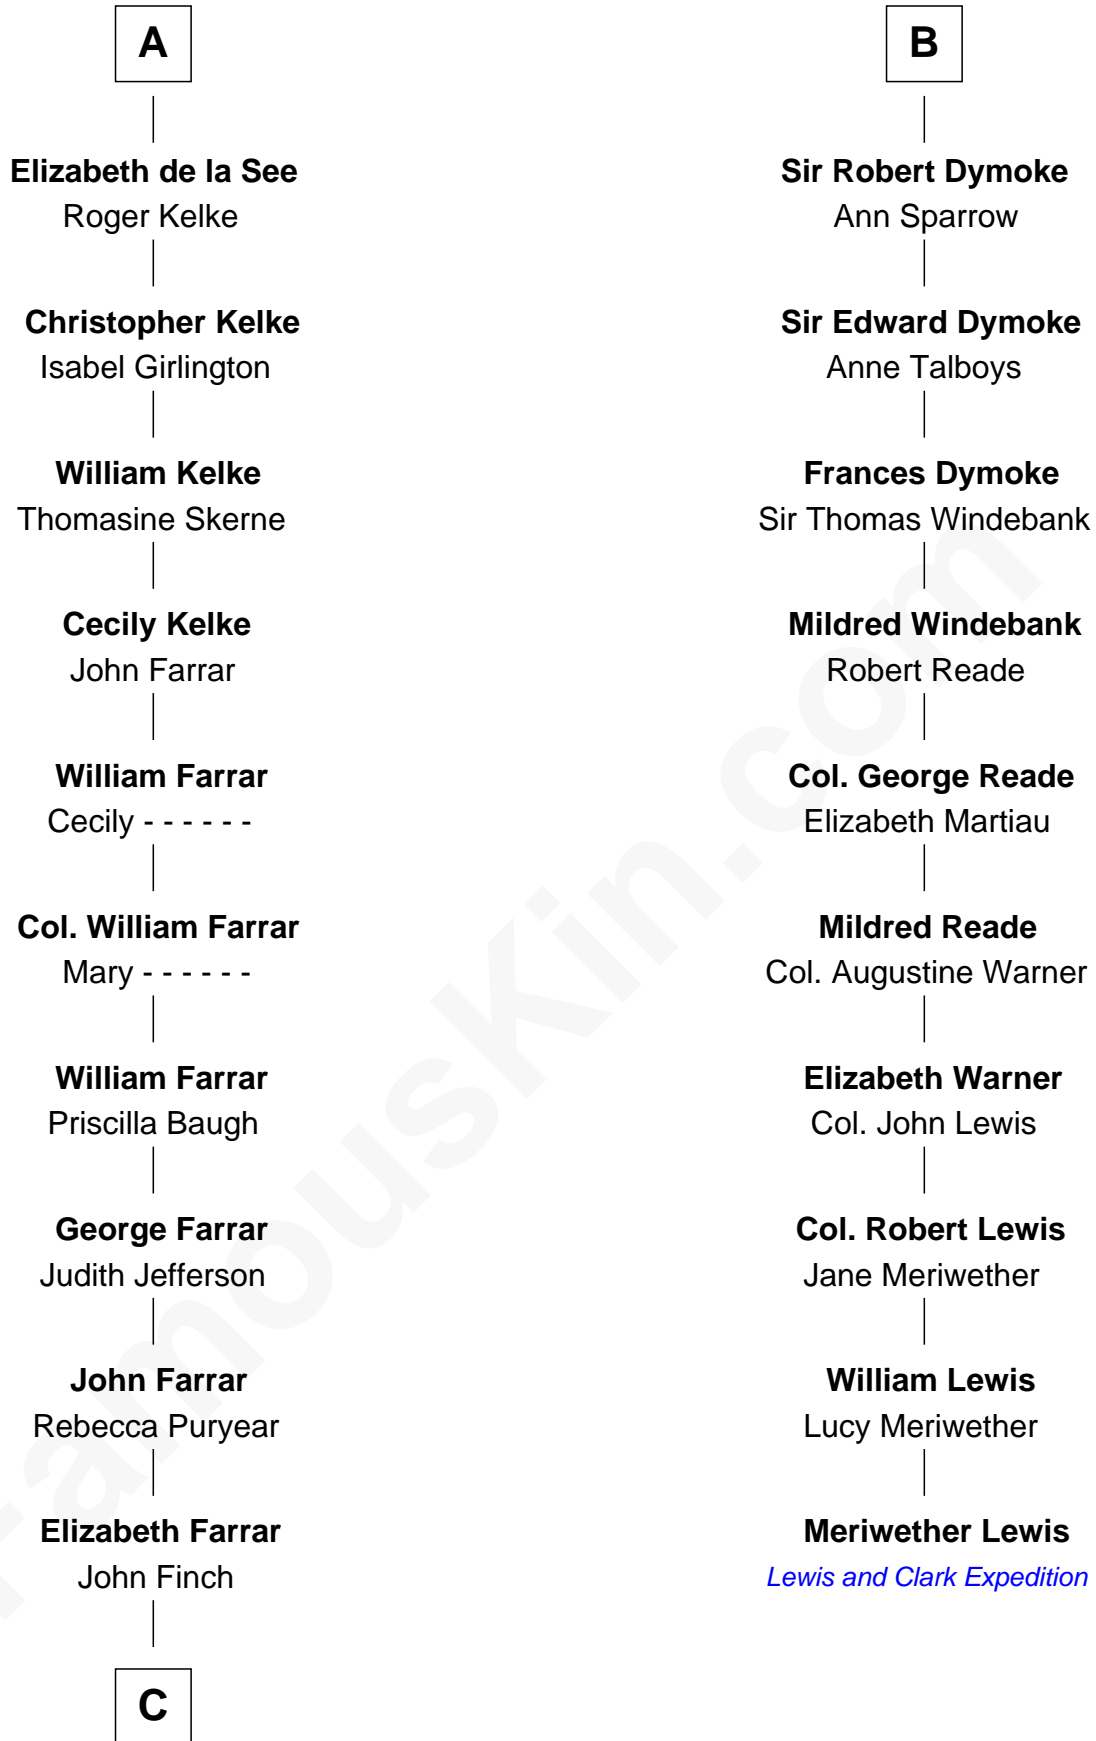 A
Elizabeth de la See
Roger Kelke
Christopher Kelke
Isabel Girlington
William Kelke
Thomasine Skerne
Cecily Kelke
John Farrar
William Farrar
Cecily - - - - - -
Col. William Farrar
Mary - - - - - -
William Farrar
Priscilla Baugh
George Farrar
Judith Jefferson
John Farrar
Rebecca Puryear
Elizabeth Farrar
John Finch
C
B
Sir Robert Dymoke
Ann Sparrow
Sir Edward Dymoke
Anne Talboys
Frances Dymoke
Sir Thomas Windebank
Mildred Windebank
Robert Reade
Col. George Reade
Elizabeth Martiau
Mildred Reade
Col. Augustine Warner
Elizabeth Warner
Col. John Lewis
Col. Robert Lewis
Jane Meriwether
William Lewis
Lucy Meriwether
Meriwether Lewis
Lewis and Clark Expedition
FamousKin.com